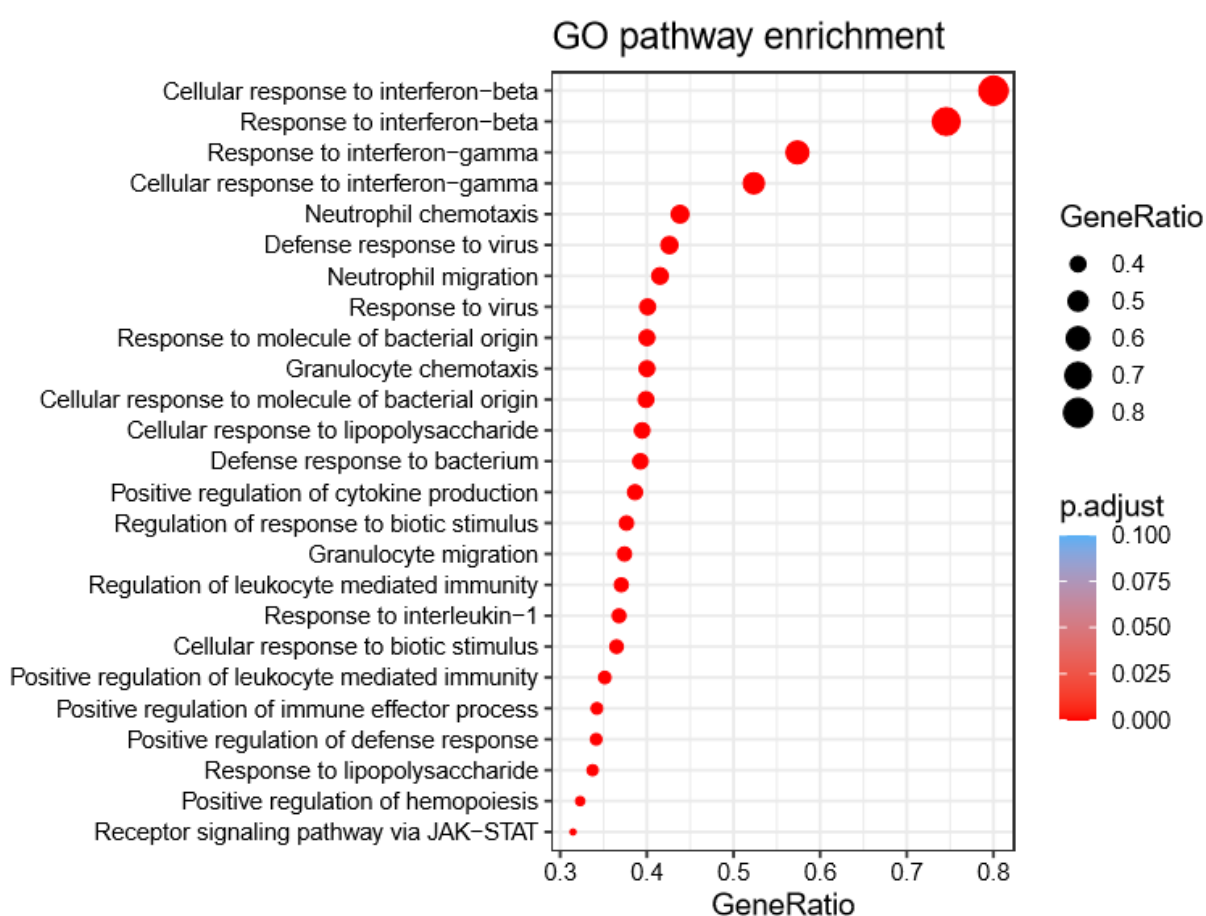 GO pathway enrichment
Cellular response to interferon−beta
Response to interferon−beta
Response to interferon−gamma
Cellular response to interferon−gamma
Neutrophil chemotaxis
Defense response to virus
Neutrophil migration
Response to virus
Response to molecule of bacterial origin
Granulocyte chemotaxis
Cellular response to molecule of bacterial origin
Cellular response to lipopolysaccharide
Defense response to bacterium
Positive regulation of cytokine production
Regulation of response to biotic stimulus
Granulocyte migration
Regulation of leukocyte mediated immunity
Response to interleukin−1
Cellular response to biotic stimulus
Positive regulation of leukocyte mediated immunity
Positive regulation of immune effector process
Positive regulation of defense response
Response to lipopolysaccharide
Positive regulation of hemopoiesis
Receptor signaling pathway via JAK−STAT
0.3 0.4 0.5 0.6 0.7 0.8
GeneRatio
GeneRatio
0.4
0.5
0.6
0.7
0.8
p.adjust
0.100
0.075
0.050
0.025
0.000